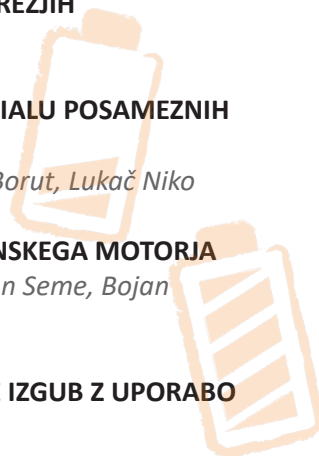 REZJIH
IALU POSAMEZNIH
Borut, Lukač Niko
NSKEGA MOTORJA
n Seme, Bojan
IZGUB Z UPORABO